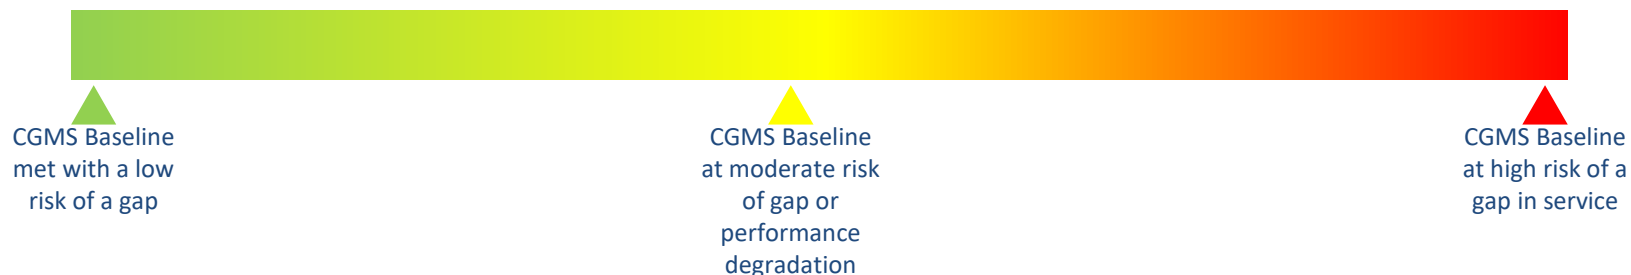 CGMS Baseline
met with a low
risk of a gap
CGMS Baseline
at moderate risk
of gap or
performance
degradation
CGMS Baseline
at high risk of a
gap in service